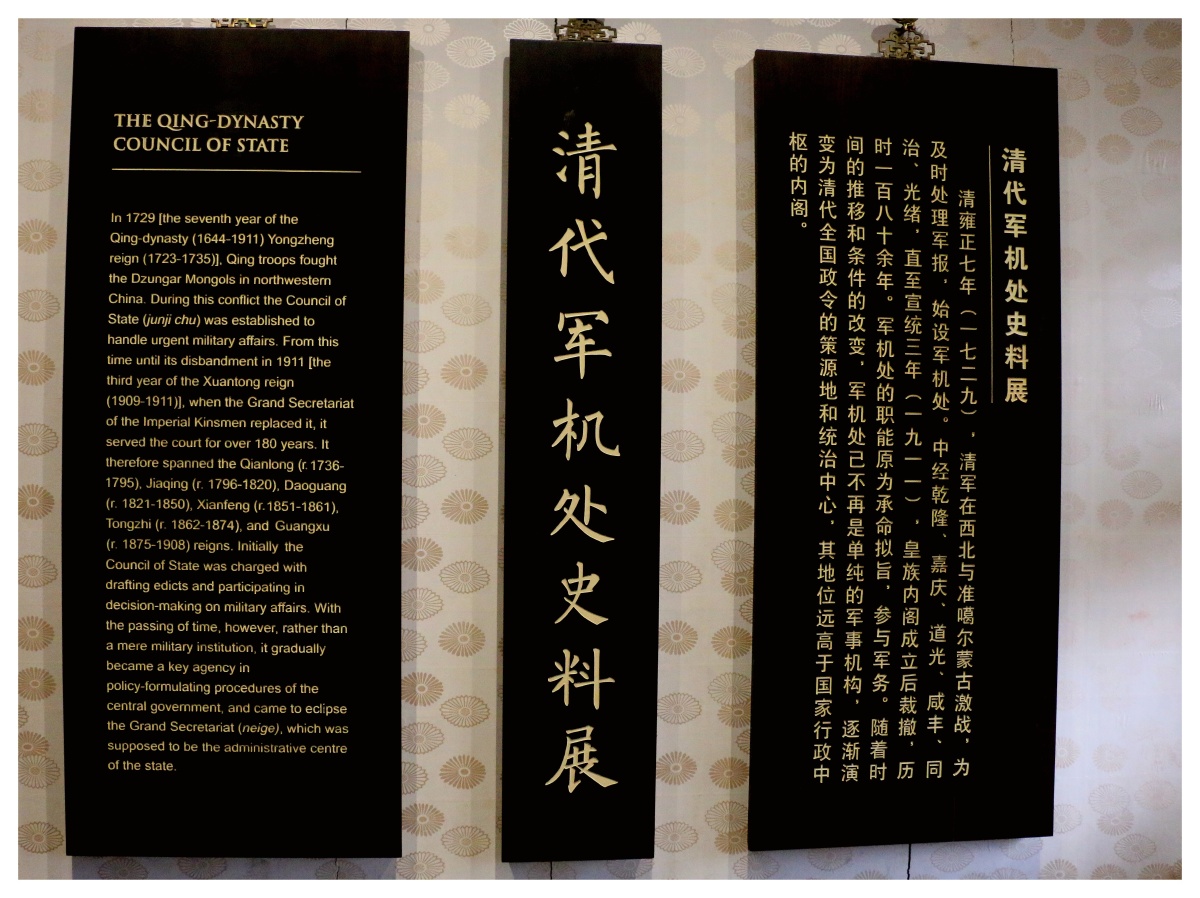 THE QING-DYNASTY
COUNCIL OF STATE
In 1729 [the seventh year of the
Qing-dynasty (1644-1911) Yongzheng
reign (1723-1735)], Qing troops fought
the Dzungar Mongols in northwestern
China. During this conflict the Council of
State (junji chu) was established to
handle urgent military affairs. From this
time until its disbandment in 1911 [the
third year of the Xuantong reign
(1909-1911)], when the Grand Secretariat
of the Imperial Kinsmen replaced it, it
served the court for over 180 years. It
therefore spanned the Qianlong (r.1736-
1795), Jiaqing (r. 1796-1820), Daoguang
(r. 1821-1850), Xianfeng (r.1851-1861),
Tongzhi (r. 1862-1874), and Guangxu
(r. 1875-1908) reigns. Initially the
Council of State was charged with
drafting edicts and participating in
decision-making on military affairs. With
the passing of time, however, rather than
a mere military institution, it gradually
became a key agency in
policy-formulating procedures of the
central government, and came to eclipse
the Grand Secretariat (neige), which was
supposed to be the administrative centre
of the state.
清代军机处史料展
清代军机处史料展
清雍正七年（一七二九），清军在西北与准噶尔蒙古激战，为
及时处理军报，始设军机处。中经乾隆、嘉庆、道光、咸丰、同
治、光绪，直至宣统三年（一九一一），皇族内阁成立后裁撤，历
时一百八十余年。军机处的职能原为承命拟旨，参与军务。随着时
间的推移和条件的改变，军机处已不再是单纯的军事机构，逐渐演
变为清代全国政令的策源地和统治中心，其地位远高于国家行政中
枢的内阁。